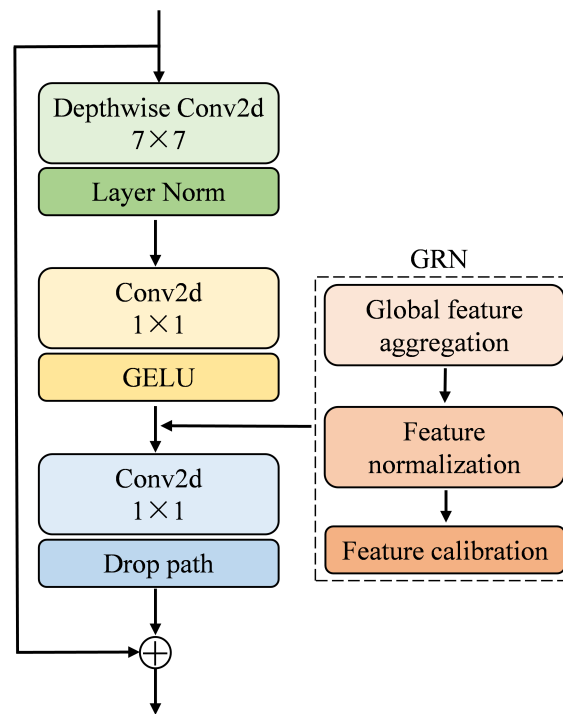 Depthwise Conv2d
7×7
Layer Norm
Conv2d
1×1
GELU
Conv2d
1×1
Drop path
GRN
Global feature
aggregation
Feature
normalization
Feature calibration